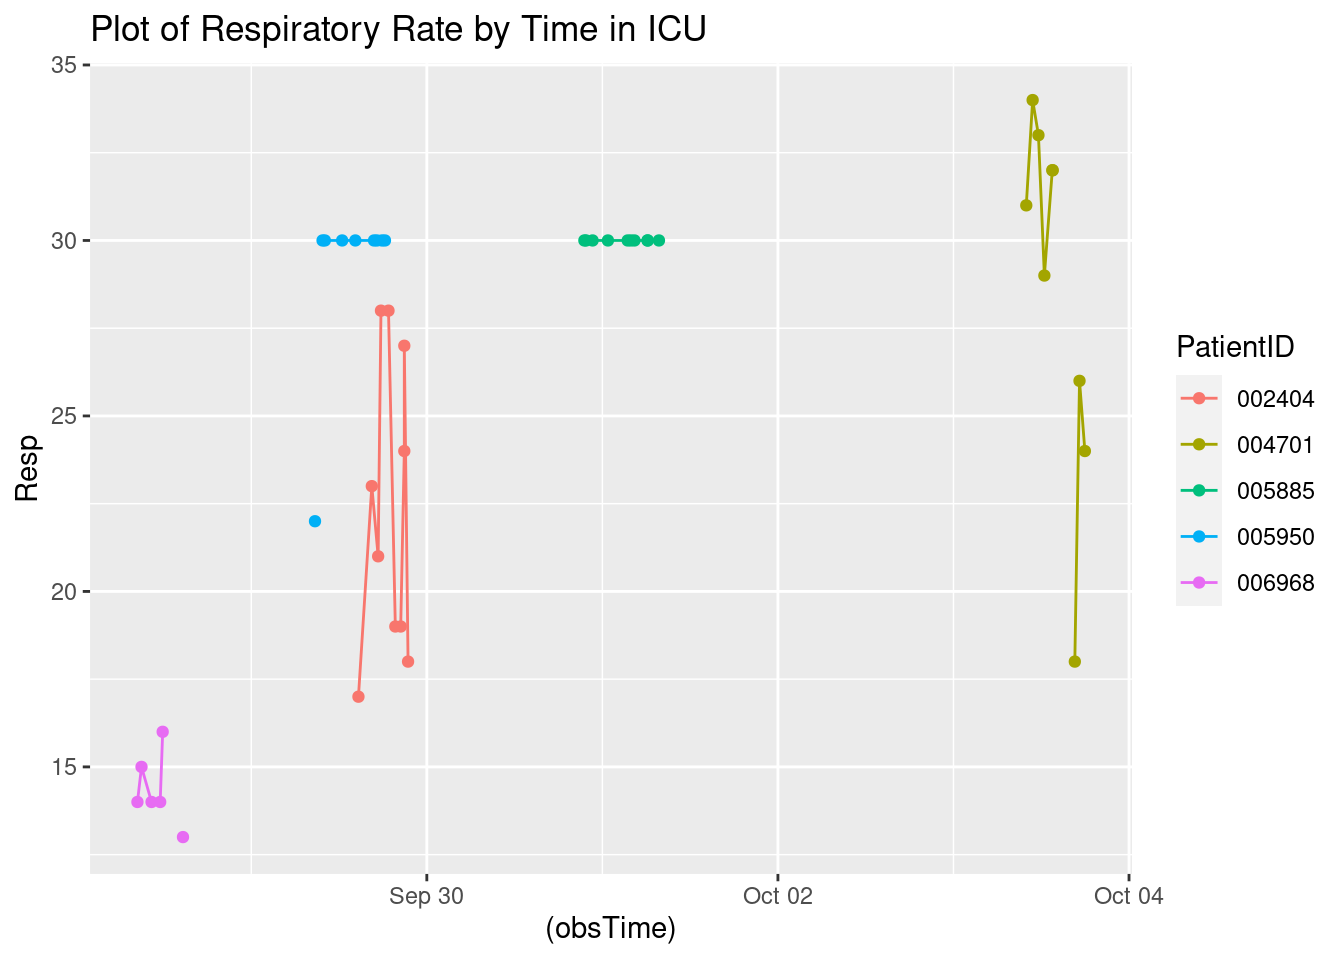 Plot of Respiratory Rate by Time in ICU
35
30
25
20
15
Resp
Sep 30
Oct 02
Oct 04
(obsTime)
PatientID
002404
004701
005885
005950
006968